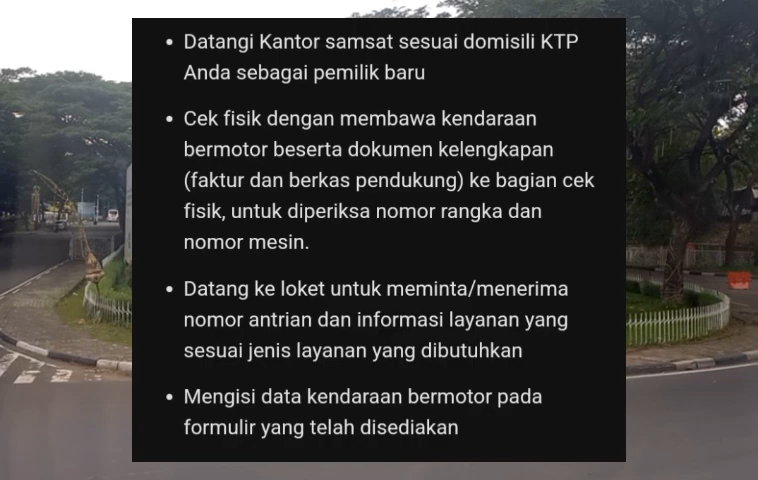 • Datangi Kantor samsat sesuai domisili KTP
Anda sebagai pemilik baru
• Cek fisik dengan membawa kendaraan
bermotor beserta dokumen kelengkapan
(faktur dan berkas pendukung) ke bagian cek
fisik, untuk diperiksa nomor rangka dan
nomor mesin.
• Datang ke loket untuk meminta/menerima
nomor antrian dan informasi layanan yang
sesuai jenis layanan yang dibutuhkan
• Mengisi data kendaraan bermotor pada
formulir yang telah disediakan